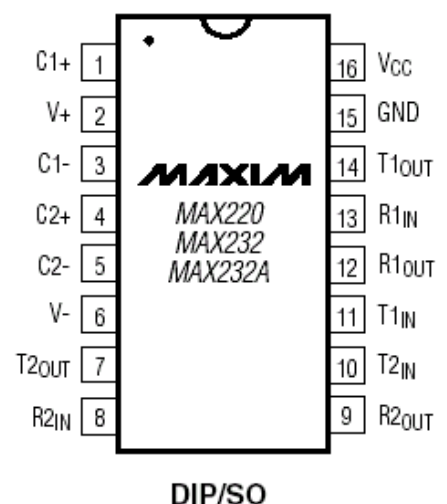 C1+ 1
V+ 2
C1- 3
C2+ 4
C2- 5
V- 6
T2OUT 7
R2IN 8
MAXIM
MAX220
MAX232
MAX232A
16 VCC
15 GND
14 T1OUT
13 R1IN
12 R1OUT
11 T1IN
10 T2IN
9 R2OUT
DIP/SO